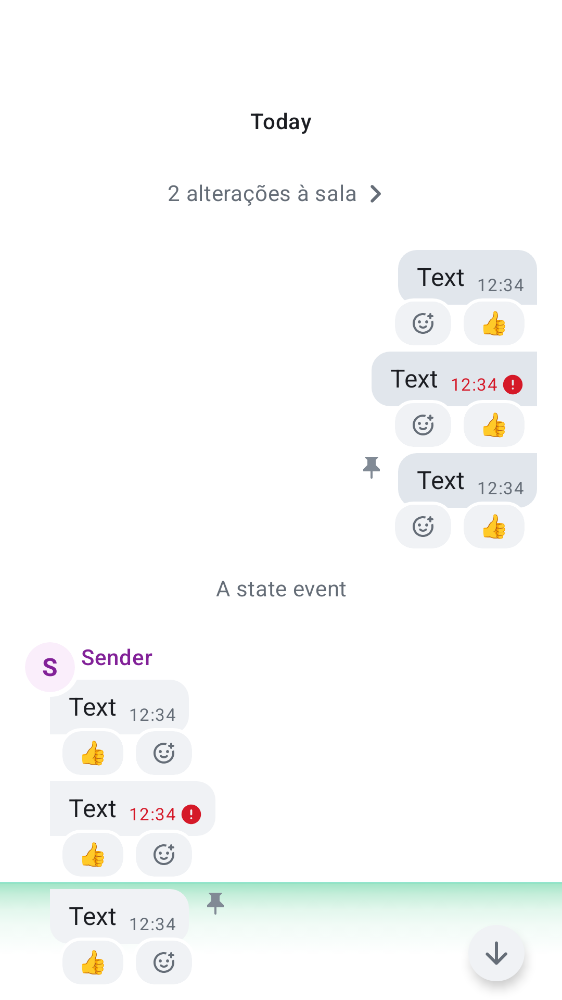 Today
2 alterações à sala
Text 12:34
👍
Text 12:34
👍
Text 12:34
👍
A state event
S Sender
Text 12:34
👍
Text 12:34
👍
Text 12:34
👍